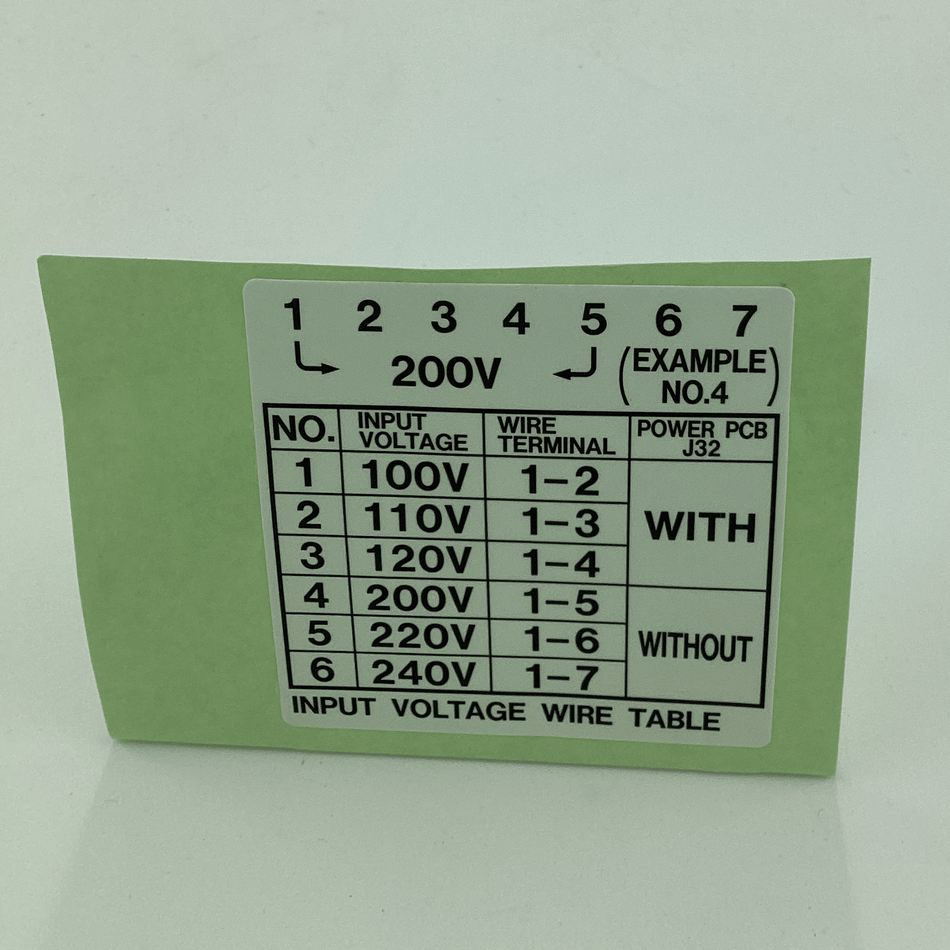 1 2 3 4 5 6 7
200V (EXAMPLE NO.4)
NO. INPUT VOLTAGE WIRE TERMINAL POWER PCB J32
1 100V 1-2 WITH
2 110V 1-3
3 120V 1-4
4 200V 1-5 WITHOUT
5 220V 1-6
6 240V 1-7
INPUT VOLTAGE WIRE TABLE